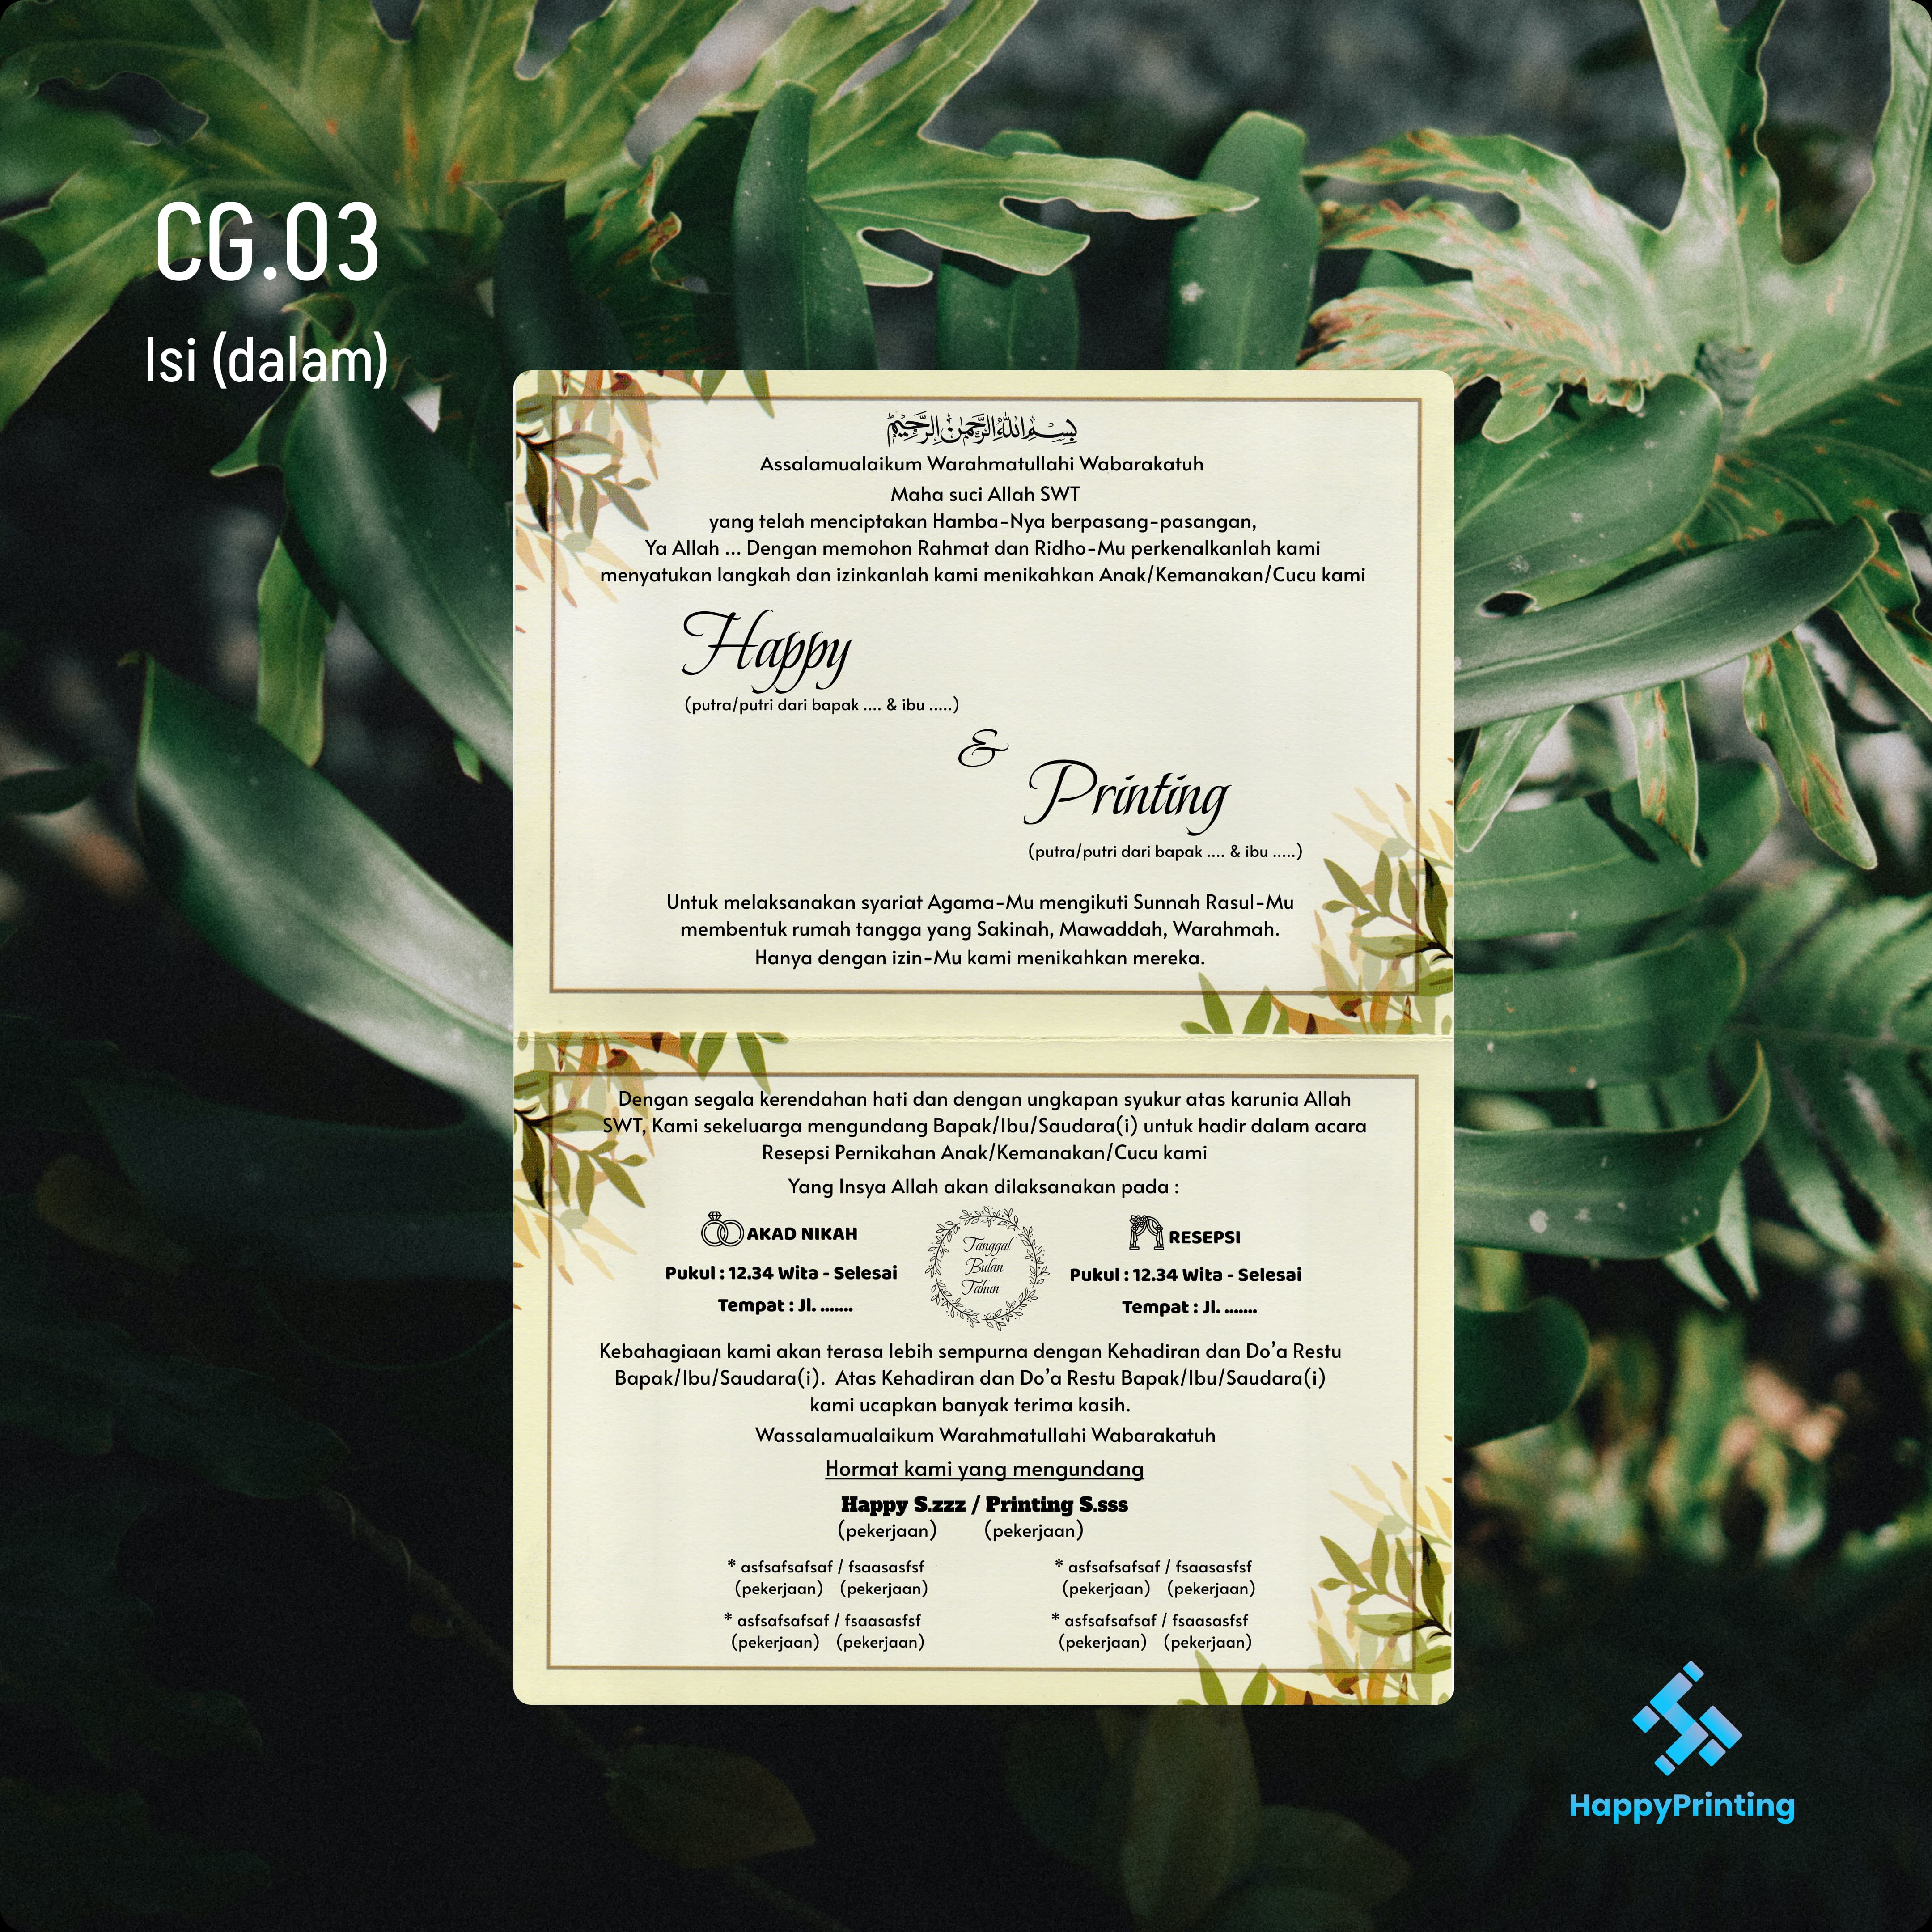 CG.03
Isi (dalam)
بسم الله الرحمن الرحيم
Assalamualaikum Warahmatullahi Wabarakatuh
Maha suci Allah SWT
yang telah menciptakan Hamba-Nya berpasang-pasangan,
Ya Allah ... Dengan memohon Rahmat dan Ridho-Mu perkenalkanlah kami
menyatukan langkah dan izinkanlah kami menikahkan Anak/Kemanakan/Cucu kami
Happy
(putra/putri dari bapak .... & ibu .....)
&
Printing
(putra/putri dari bapak .... & ibu .....)
Untuk melaksanakan syariat Agama-Mu mengikuti Sunnah Rasul-Mu
membentuk rumah tangga yang Sakinah, Mawaddah, Warahmah.
Hanya dengan izin-Mu kami menikahkan mereka.
Dengan segala kerendahan hati dan dengan ungkapan syukur atas karunia Allah
SWT, Kami sekeluarga mengundang Bapak/Ibu/Saudara(i) untuk hadir dalam acara
Resepsi Pernikahan Anak/Kemanakan/Cucu kami
Yang Insya Allah akan dilaksanakan pada :
AKAD NIKAH
Pukul : 12.34 Wita - Selesai
Tempat : Jl. .......
Tanggal
Bulan
Tahun
RESEPSI
Pukul : 12.34 Wita - Selesai
Tempat : Jl. .......
Kebahagiaan kami akan terasa lebih sempurna dengan Kehadiran dan Do'a Restu
Bapak/Ibu/Saudara(i). Atas Kehadiran dan Do'a Restu Bapak/Ibu/Saudara(i)
kami ucapkan banyak terima kasih.
Wassalamualaikum Warahmatullahi Wabarakatuh
Hormat kami yang mengundang
Happy S.zzz / Printing S.sss
(pekerjaan) (pekerjaan)
* asfsafsafsaf / fsaasasfsf
(pekerjaan) (pekerjaan)
* asfsafsafsaf / fsaasasfsf
(pekerjaan) (pekerjaan)
* asfsafsafsaf / fsaasasfsf
(pekerjaan) (pekerjaan)
* asfsafsafsaf / fsaasasfsf
(pekerjaan) (pekerjaan)
HappyPrinting